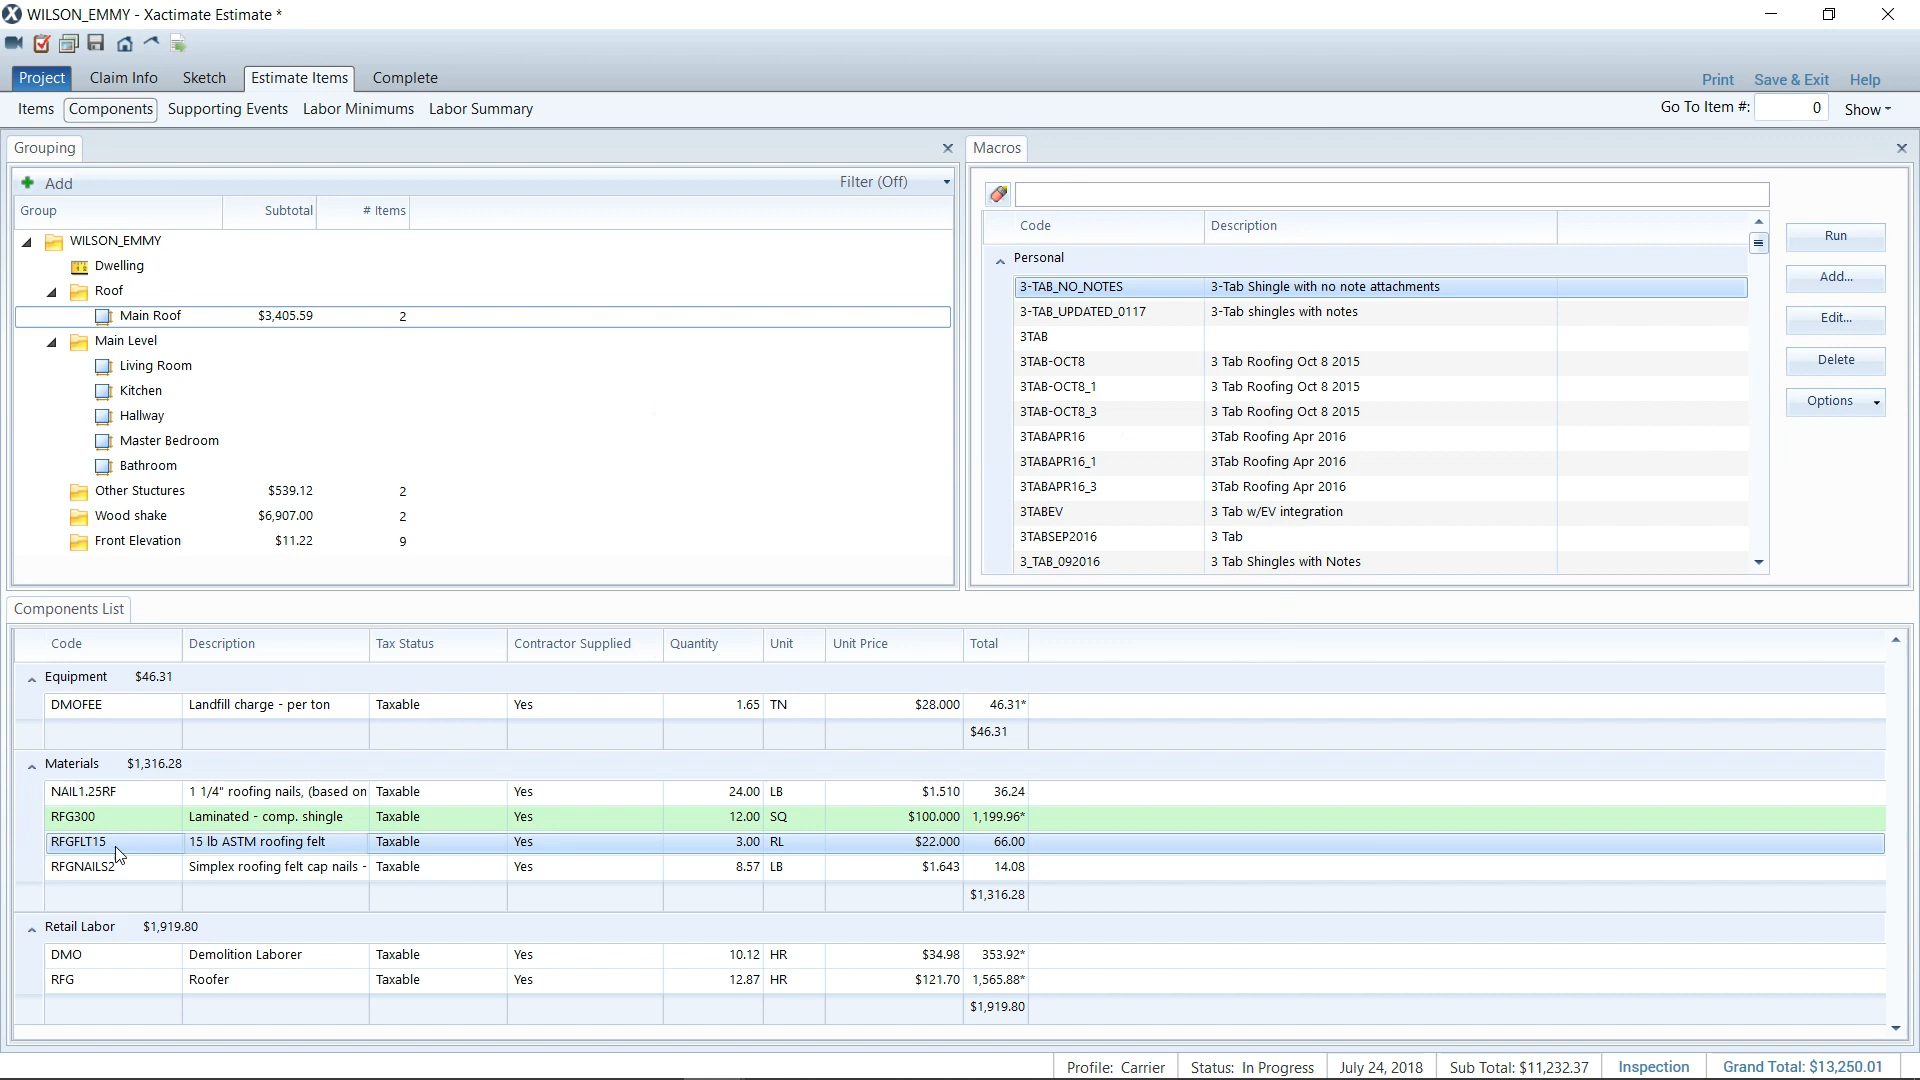 WILSON_EMMY - Xactimate Estimate *
Project Claim Info Sketch Estimate Items Complete
Print Save & Exit Help
Items Components Supporting Events Labor Minimums Labor Summary
Go To Item #: 0 Show
Grouping
Add Filter (Off)
Group Subtotal # Items
WILSON_EMMY
Dwelling
Roof
Main Roof $3,405.59 2
Main Level
Living Room
Kitchen
Hallway
Master Bedroom
Bathroom
Other Stuctures $539.12 2
Wood shake $6,907.00 2
Front Elevation $11.22 9
Macros
Code Description
Personal
3-TAB_NO_NOTES 3-Tab Shingle with no note attachments
3-TAB_UPDATED_0117 3-Tab shingles with notes
3TAB
3TAB-OCT8 3 Tab Roofing Oct 8 2015
3TAB-OCT8_1 3 Tab Roofing Oct 8 2015
3TAB-OCT8_3 3 Tab Roofing Oct 8 2015
3TABAPR16 3Tab Roofing Apr 2016
3TABAPR16_1 3Tab Roofing Apr 2016
3TABAPR16_3 3Tab Roofing Apr 2016
3TABEV 3 Tab w/EV integration
3TABSEP2016 3 Tab
3_TAB_092016 3 Tab Shingles with Notes
Run
Add...
Edit...
Delete
Options
Components List
Code Description Tax Status Contractor Supplied Quantity Unit Unit Price Total
Equipment $46.31
DMOFEE Landfill charge - per ton Taxable Yes 1.65 TN $28.000 46.31*
$46.31
Materials $1,316.28
NAIL1.25RF 1 1/4" roofing nails, (based on Taxable Yes 24.00 LB $1.510 36.24
RFG300 Laminated - comp. shingle Taxable Yes 12.00 SQ $100.000 1,199.96*
RFGFLT15 15 lb ASTM roofing felt Taxable Yes 3.00 RL $22.000 66.00
RFGNAILS2 Simplex roofing felt cap nails - Taxable Yes 8.57 LB $1.643 14.08
$1,316.28
Retail Labor $1,919.80
DMO Demolition Laborer Taxable Yes 10.12 HR $34.98 353.92*
RFG Roofer Taxable Yes 12.87 HR $121.70 1,565.88*
$1,919.80
Profile: Carrier Status: In Progress July 24, 2018 Sub Total: $11,232.37 Inspection Grand Total: $13,250.01